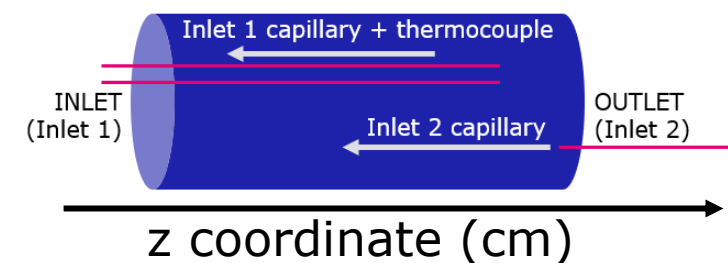 Inlet 1 capillary + thermocouple
INLET
(Inlet 1)
OUTLET
(Inlet 2)
Inlet 2 capillary
z coordinate (cm)